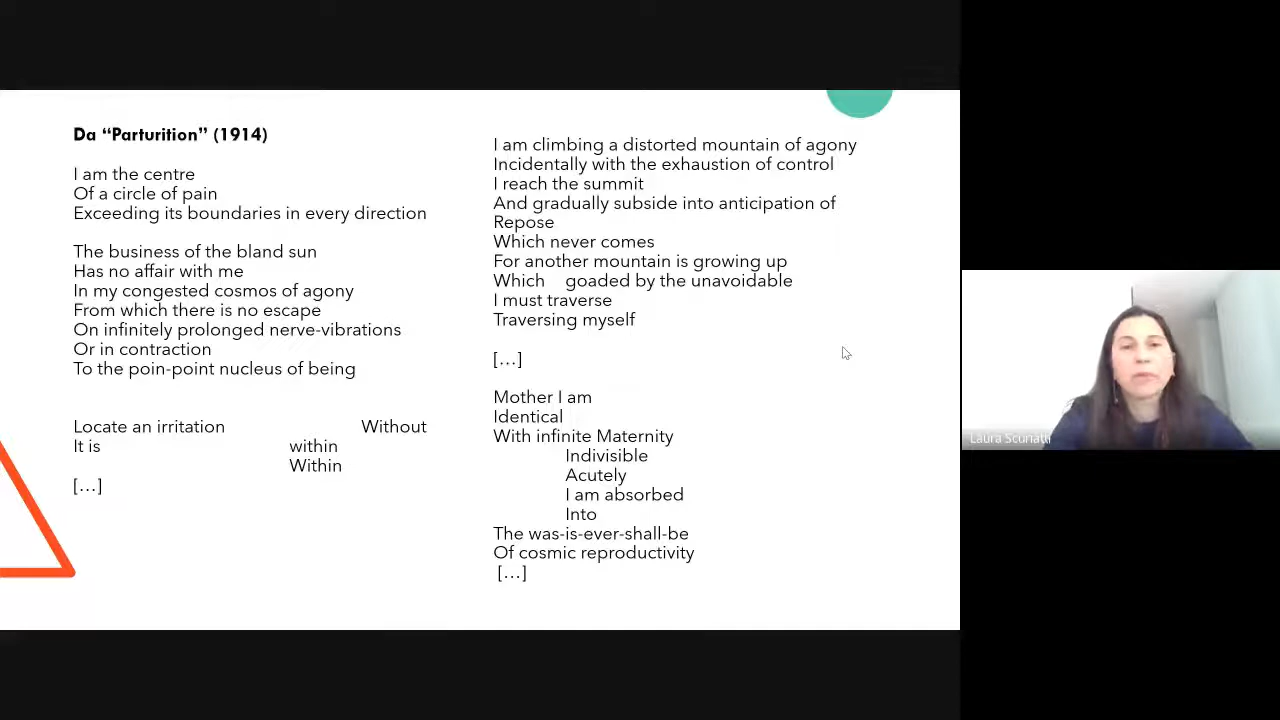 Da “Parturition” (1914)
I am the centre
Of a circle of pain
Exceeding its boundaries in every direction
The business of the bland sun
Has no affair with me
In my congested cosmos of agony
From which there is no escape
On infinitely prolonged nerve-vibrations
Or in contraction
To the poin-point nucleus of being
Locate an irritation Without
It is within
Within
[…]
I am climbing a distorted mountain of agony
Incidentally with the exhaustion of control
I reach the summit
And gradually subside into anticipation of
Repose
Which never comes
For another mountain is growing up
Which goaded by the unavoidable
I must traverse
Traversing myself
[…]
Mother I am
Identical
With infinite Maternity
Indivisible
Acutely
I am absorbed
Into
The was-is-ever-shall-be
Of cosmic reproductivity
[…]
Laura Scuriatti